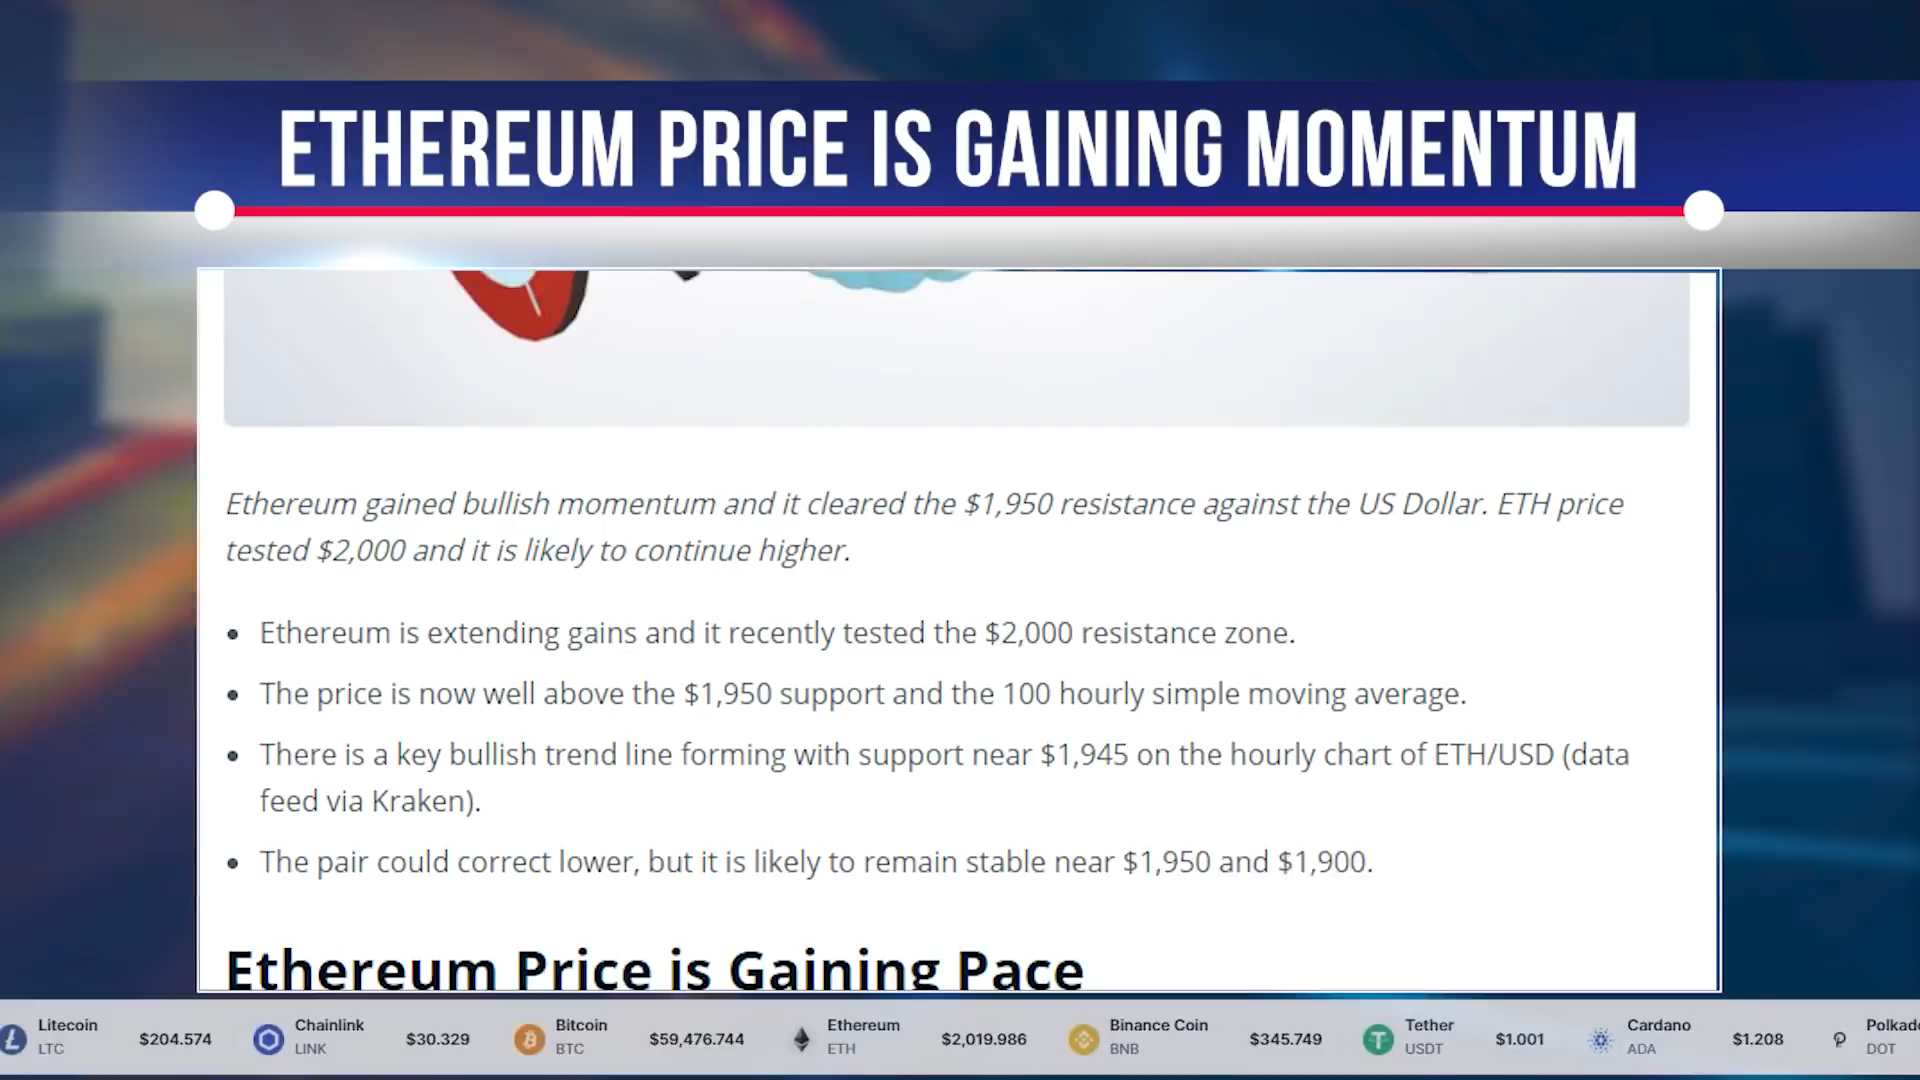 ETHEREUM PRICE IS GAINING MOMENTUM
Ethereum gained bullish momentum and it cleared the $1,950 resistance against the US Dollar. ETH price
tested $2,000 and it is likely to continue higher.
• Ethereum is extending gains and it recently tested the $2,000 resistance zone.
• The price is now well above the $1,950 support and the 100 hourly simple moving average.
• There is a key bullish trend line forming with support near $1,945 on the hourly chart of ETH/USD (data
feed via Kraken).
• The pair could correct lower, but it is likely to remain stable near $1,950 and $1,900.
Ethereum Price is Gaining Pace
Litecoin LTC $204.574 Chainlink LINK $30.329 Bitcoin BTC $59,476.744 Ethereum ETH $2,019.986 Binance Coin BNB $345.749 Tether USDT $1.001 Cardano ADA $1.208 Polkad DOT